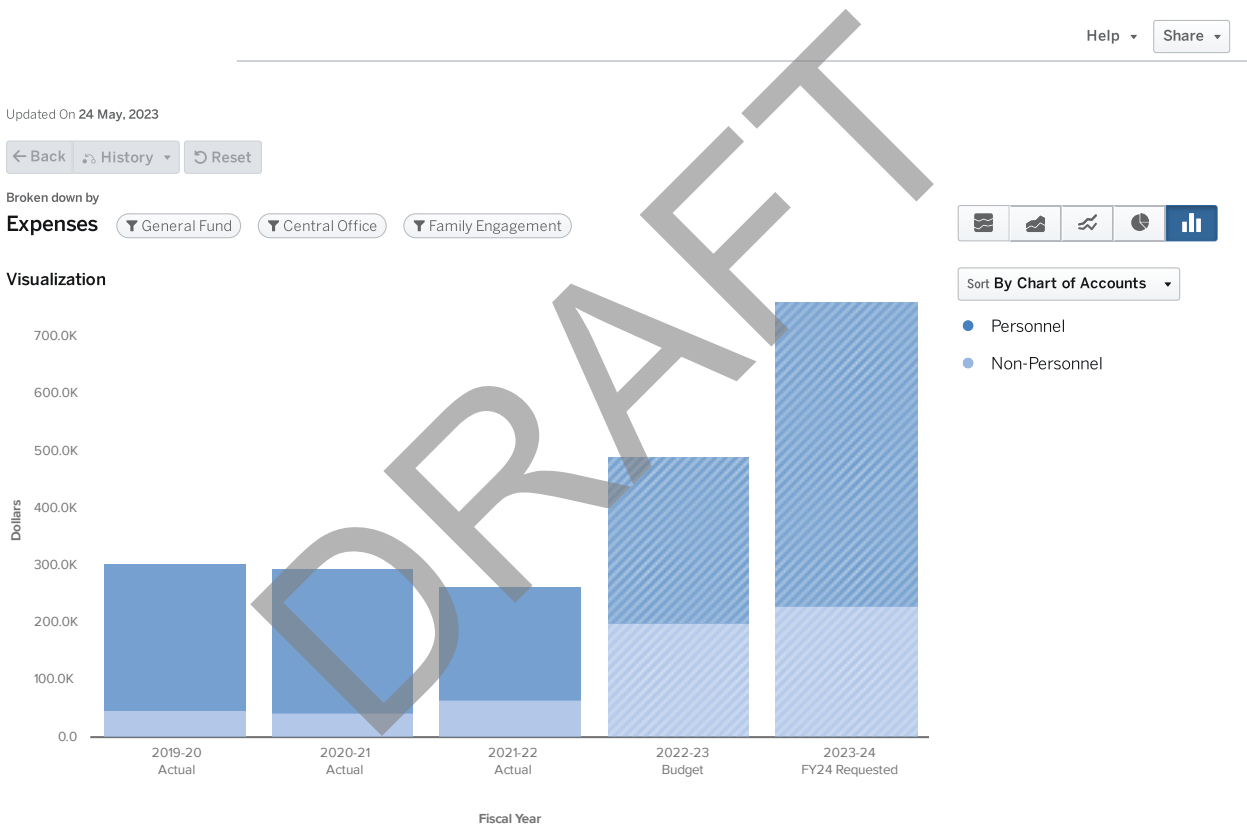 Help
Share
Updated On 24 May, 2023
Back
History
Reset
Broken down by
Expenses
General Fund
Central Office
Family Engagement
Visualization
Sort By Chart of Accounts
Personnel
Non-Personnel
700.0K
600.0K
500.0K
400.0K
300.0K
200.0K
100.0K
0.0
Dollars
2019-20
Actual
2020-21
Actual
2021-22
Actual
2022-23
Budget
2023-24
FY24 Requested
Fiscal Year
DRAFT